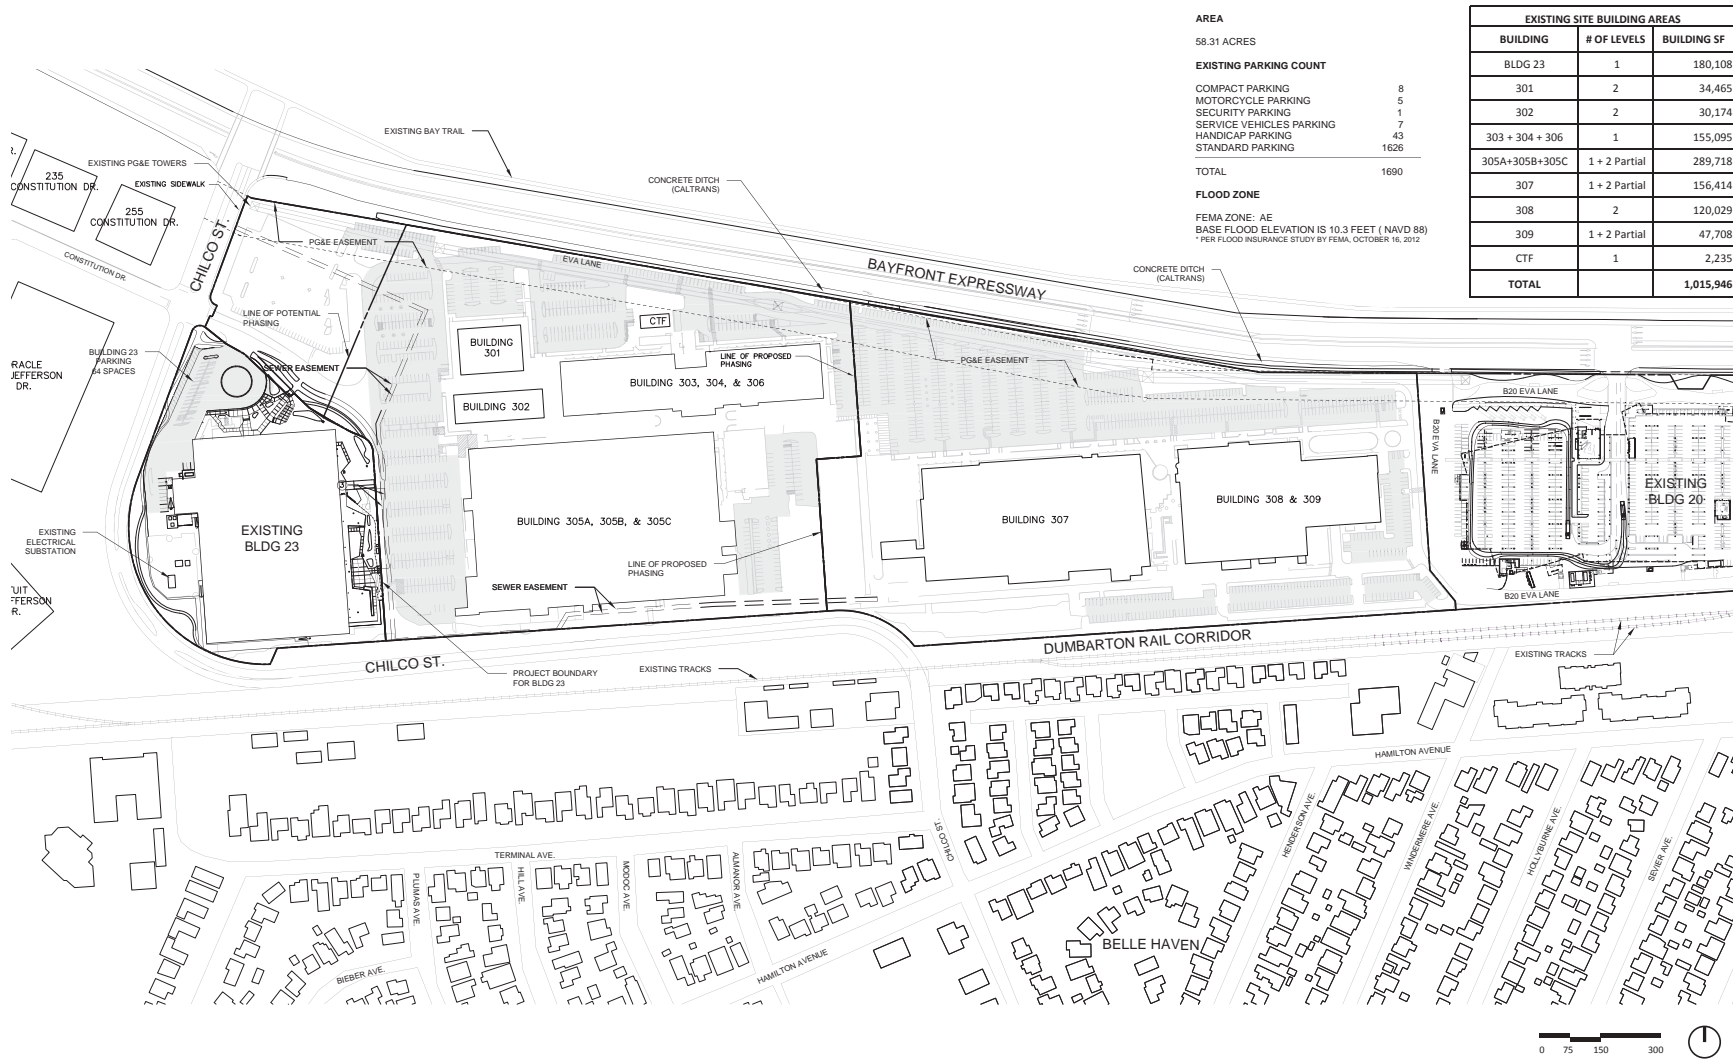 AREA
58.31 ACRES
EXISTING PARKING COUNT
COMPACT PARKING 8
MOTORCYCLE PARKING 5
SECURITY PARKING 1
SERVICE VEHICLES PARKING 7
HANDICAP PARKING 43
STANDARD PARKING 1626
TOTAL 1690
FLOOD ZONE
FEMA ZONE: AE
BASE FLOOD ELEVATION IS 10.3 FEET ( NAVD 88)
* PER FLOOD INSURANCE STUDY BY FEMA, OCTOBER 16, 2012
EXISTING SITE BUILDING AREAS
BUILDING # OF LEVELS BUILDING SF
BLDG 23 1 180,108
301 2 34,465
302 2 30,174
303 + 304 + 306 1 155,095
305A+305B+305C 1 + 2 Partial 289,718
307 1 + 2 Partial 156,414
308 2 120,029
309 1 + 2 Partial 47,708
CTF 1 2,235
TOTAL 1,015,946
EXISTING BAY TRAIL
EXISTING PG&E TOWERS
EXISTING SIDEWALK
R.
235
CONSTITUTION DR.
255
CONSTITUTION DR.
CONSTITUTION DR.
CHILCO ST.
CONCRETE DITCH
(CALTRANS)
PG&E EASEMENT
EVA LANE
BAYFRONT EXPRESSWAY
CONCRETE DITCH
(CALTRANS)
LINE OF POTENTIAL
PHASING
BUILDING 23
PARKING
64 SPACES
SEWER EASEMENT
RACLE
JEFFERSON
DR.
BUILDING
301
CTF
BUILDING 302
BUILDING 303, 304, & 306
LINE OF PROPOSED
PHASING
PG&E EASEMENT
B20 EVA LANE
B20 EVA LANE
EXISTING
BLDG 20
EXISTING
BLDG 23
BUILDING 305A, 305B, & 305C
BUILDING 307
BUILDING 308 & 309
EXISTING
ELECTRICAL
SUBSTATION
LINE OF PROPOSED
PHASING
SEWER EASEMENT
UIT
FFERSON
R.
B20 EVA LANE
CHILCO ST.
DUMBARTON RAIL CORRIDOR
PROJECT BOUNDARY
FOR BLDG 23
EXISTING TRACKS
EXISTING TRACKS
HAMILTON AVENUE
CHILCO ST.
HENDERSON AVE.
WINDERMERE AVE.
HOLLYBURNE AVE.
SEVIER AVE.
TERMINAL AVE.
PLUMAS AVE.
HILL AVE.
MODOC AVE.
ALMANOR AVE.
BIEBER AVE.
HAMILTON AVENUE
BELLE HAVEN
0 75 150 300